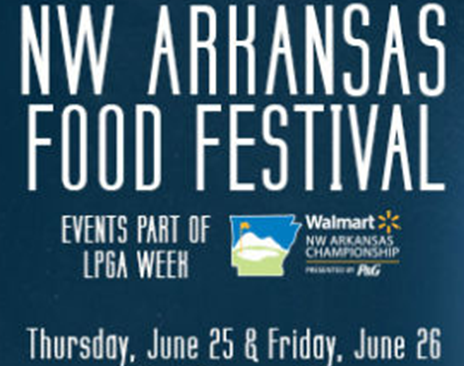 NW ARKANSAS
FOOD FESTIVAL
EVENTS PART OF
LPGA WEEK
Walmart
NW ARKANSAS
CHAMPIONSHIP
PRESENTED BY P&G
Thursday, June 25 & Friday, June 26